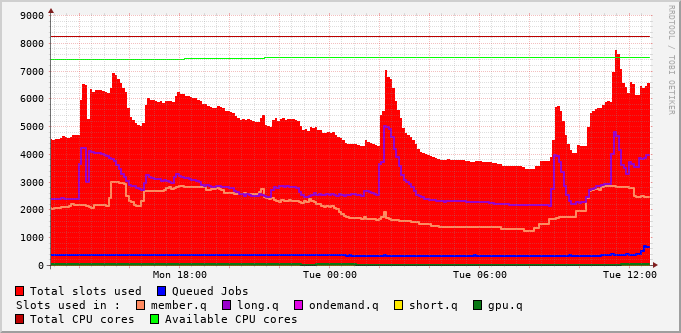 9000
8000
7000
6000
5000
4000
3000
2000
1000
0
Mon 18:00 Tue 00:00 Tue 06:00 Tue 12:00
RRDTOOL / TOBI OETIKER
Total slots used Queued Jobs
Slots used in : member.q long.q ondemand.q short.q gpu.q
Total CPU cores Available CPU cores